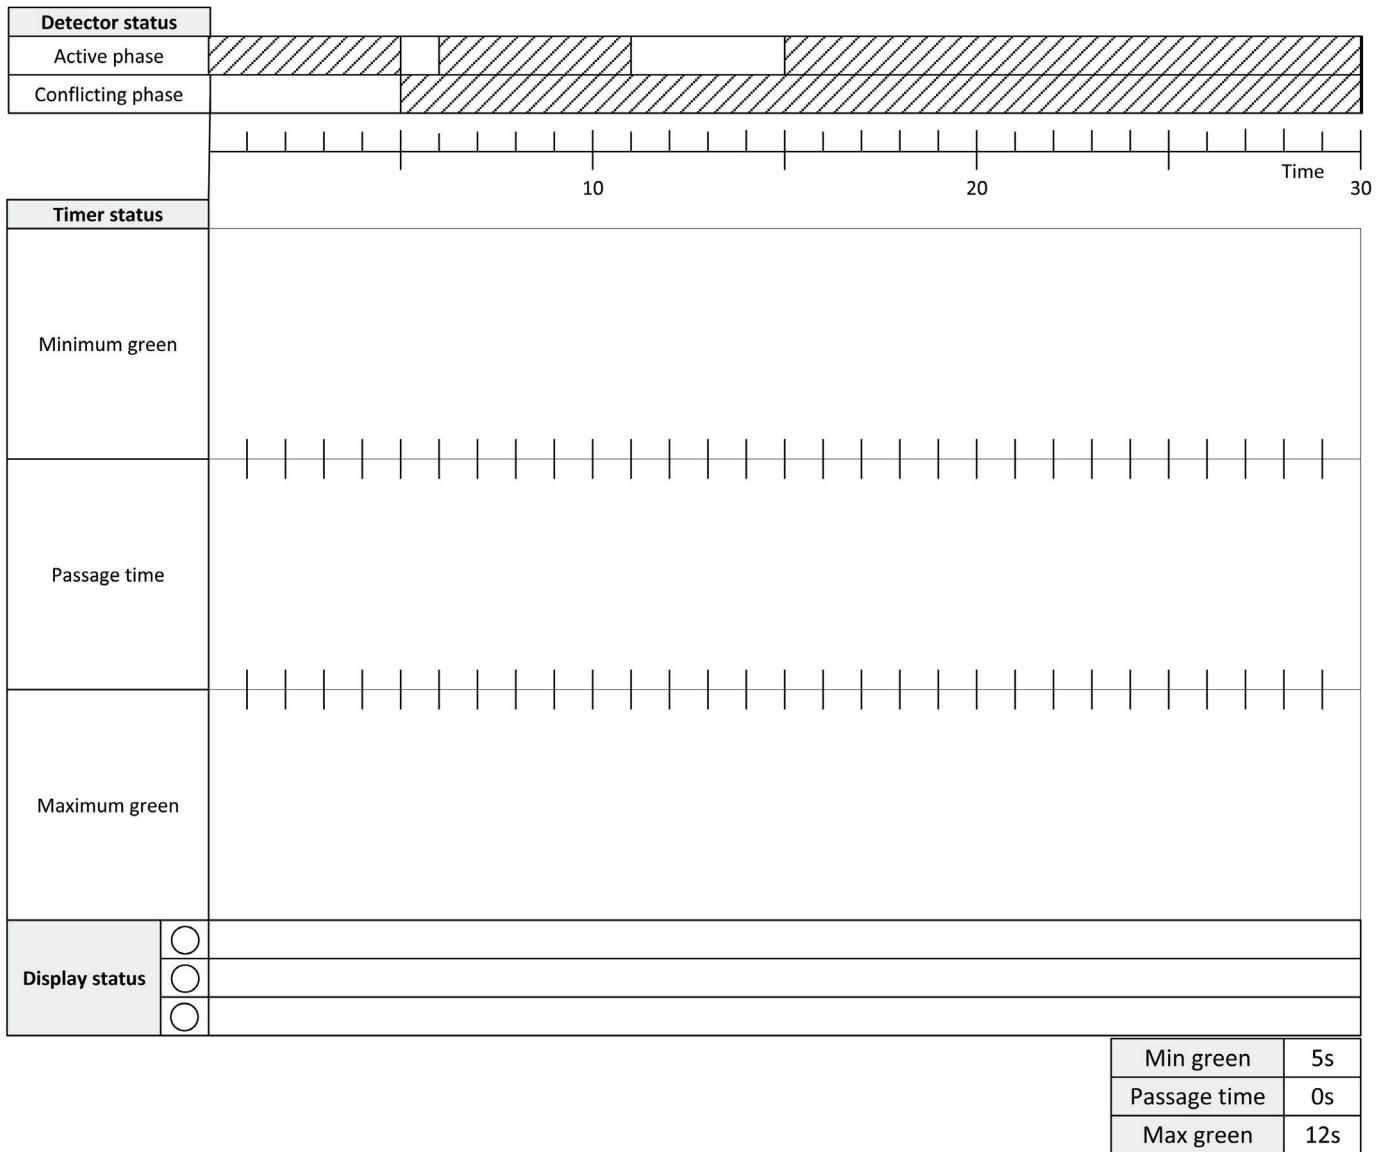 Detector status
Active phase
Conflicting phase
Time
10 20 30
Timer status
Minimum green
Passage time
Maximum green
Display status
Min green 5s
Passage time 0s
Max green 12s